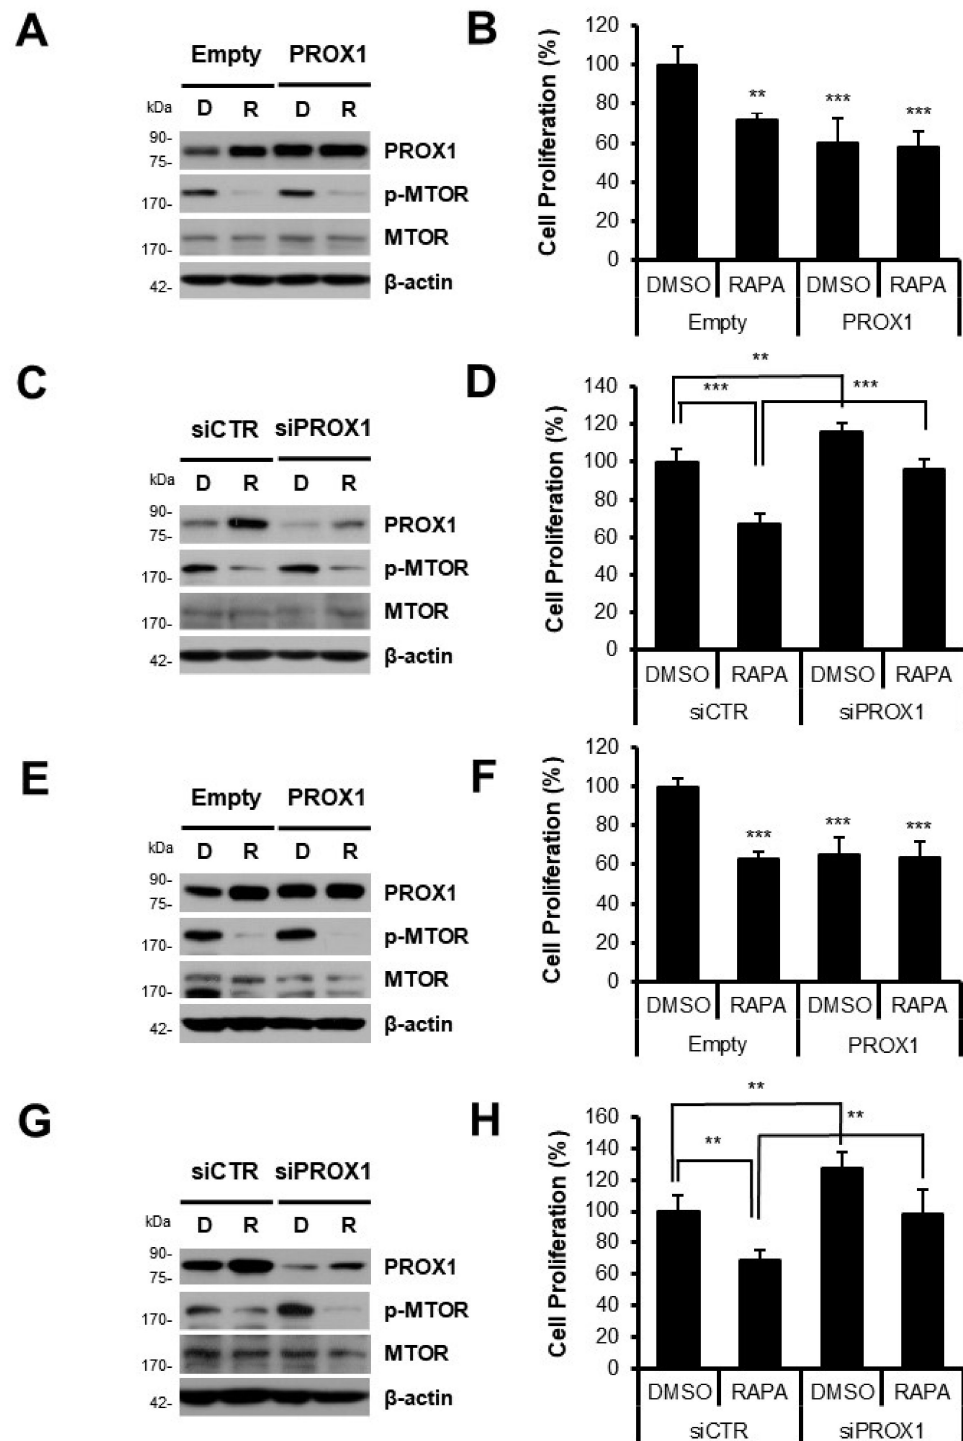 A
Empty PROX1
kDa D R D R
90-
75- PROX1
170- p-MTOR
170- MTOR
42- β-actin
B
Cell Proliferation (%)
120
100
80
60
40
20
0
** *** ***
DMSO RAPA DMSO RAPA
Empty PROX1
C
siCTR siPROX1
kDa D R D R
90-
75- PROX1
170- p-MTOR
170- MTOR
42- β-actin
D
Cell Proliferation (%)
140
120
100
80
60
40
20
0
**
*** ***
DMSO RAPA DMSO RAPA
siCTR siPROX1
E
Empty PROX1
kDa D R D R
90-
75- PROX1
170- p-MTOR
170- MTOR
42- β-actin
F
Cell Proliferation (%)
120
100
80
60
40
20
0
*** *** ***
DMSO RAPA DMSO RAPA
Empty PROX1
G
siCTR siPROX1
kDa D R D R
90-
75- PROX1
170- p-MTOR
170- MTOR
42- β-actin
H
Cell Proliferation (%)
160
140
120
100
80
60
40
20
0
**
** **
DMSO RAPA DMSO RAPA
siCTR siPROX1